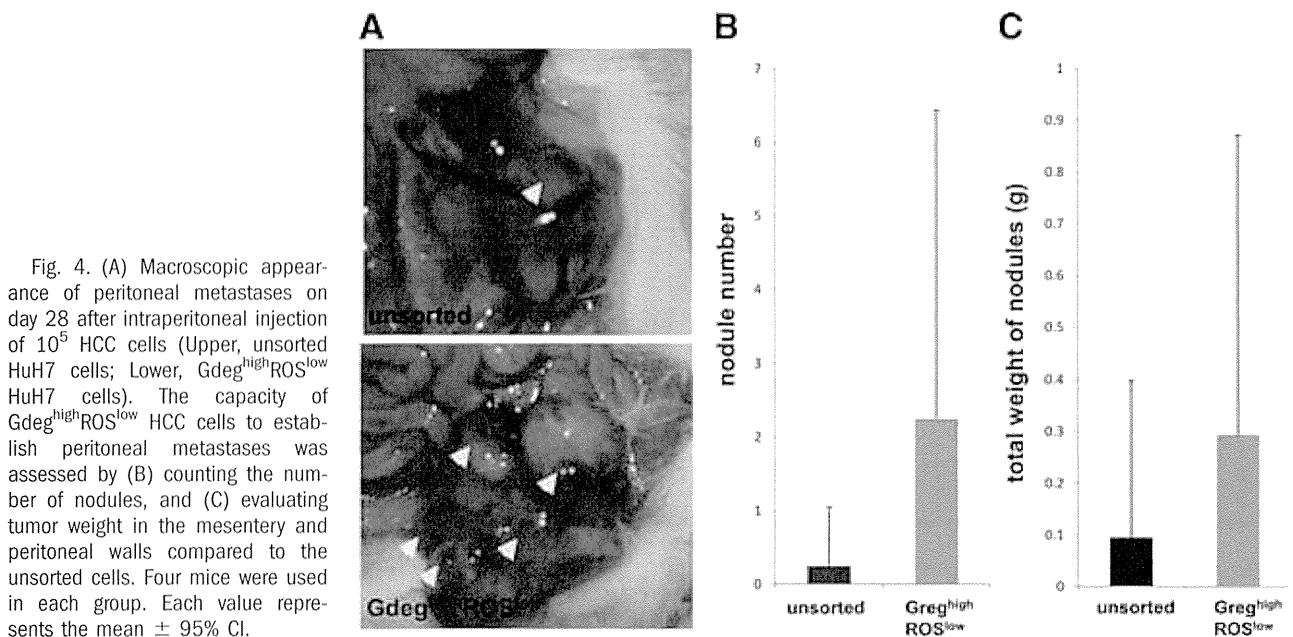 Fig. 4. (A) Macroscopic appear-
ance of peritoneal metastases on
day 28 after intraperitoneal injection
of 10⁵ HCC cells (Upper, unsorted
HuH7 cells; Lower, Gdeg^high ROS^low
HuH7 cells). The capacity of
Gdeg^high ROS^low HCC cells to estab-
lish peritoneal metastases was
assessed by (B) counting the num-
ber of nodules, and (C) evaluating
tumor weight in the mesentery and
peritoneal walls compared to the
unsorted cells. Four mice were used
in each group. Each value repre-
sents the mean ± 95% CI.
A
unsorted
Gdeg ROS
B
nodule number
7
6
5
4
3
2
1
0
unsorted
Greg^high
ROS^low
C
total weight of nodules (g)
1
0.9
0.8
0.7
0.6
0.5
0.4
0.3
0.2
0.1
0
unsorted
Greg^high
ROS^low